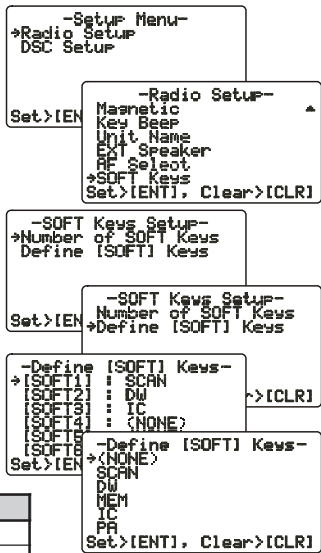 -Setup Menu-
→Radio Setup
DSC Setup
Set>[EN
-Radio Setup-
Magnetic ▲
Key Beep
Unit Name
EXT Speaker
AF Select
→SOFT Keys
Set>[ENT], Clear>[CLR]
-SOFT Keys Setup-
→Number of SOFT Keys
Define [SOFT] Keys
Set>[EN
-SOFT Keys Setup-
Number of SOFT Keys
→Define [SOFT] Keys
>[CLR]
-Define [SOFT] Keys-
→[SOFT1] : SCAN
[SOFT2] : DW
[SOFT3] : IC
[SOFT4] : (NONE)
[SOFT5
[SOFT6
Set>[EN
-Define [SOFT] Keys-
→(NONE)
SCAN
DW
MEM
IC
PA
Set>[ENT], Clear>[CLR]